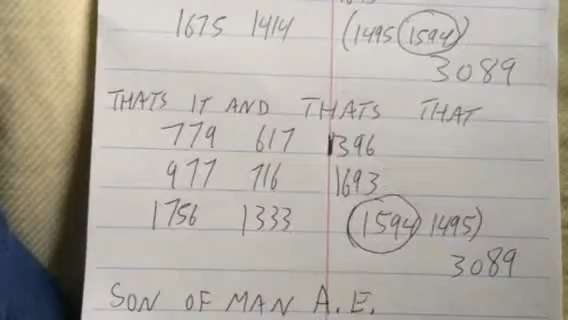 1675 1414 (1495 1594)
3089
THATS IT AND THATS THAT
779 617 1396
977 716 1693
1756 1333 (1594 1495)
3089
SON OF MAN A.E.